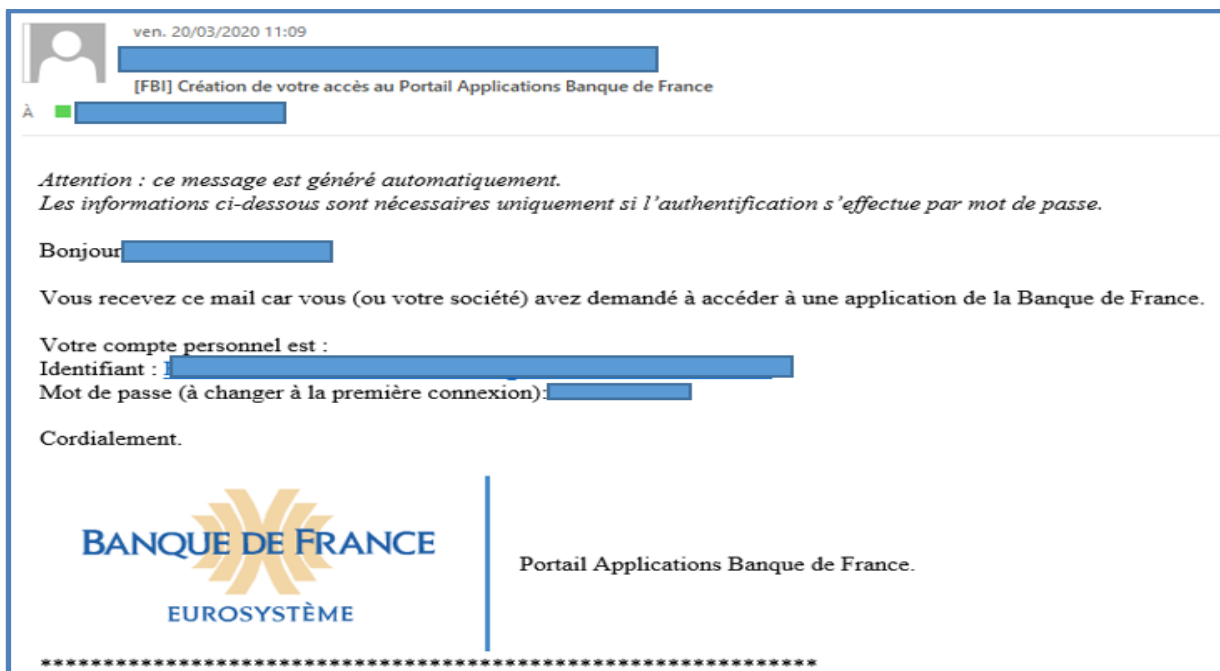 ven. 20/03/2020 11:09
[FBI] Création de votre accès au Portail Applications Banque de France
À
Attention : ce message est généré automatiquement.
Les informations ci-dessous sont nécessaires uniquement si l’authentification s’effectue par mot de passe.
Bonjour
Vous recevez ce mail car vous (ou votre société) avez demandé à accéder à une application de la Banque de France.
Votre compte personnel est :
Identifiant :
Mot de passe (à changer à la première connexion):
Cordialement.
BANQUE DE FRANCE
EUROSYSTÈME
Portail Applications Banque de France.
**************************************************************